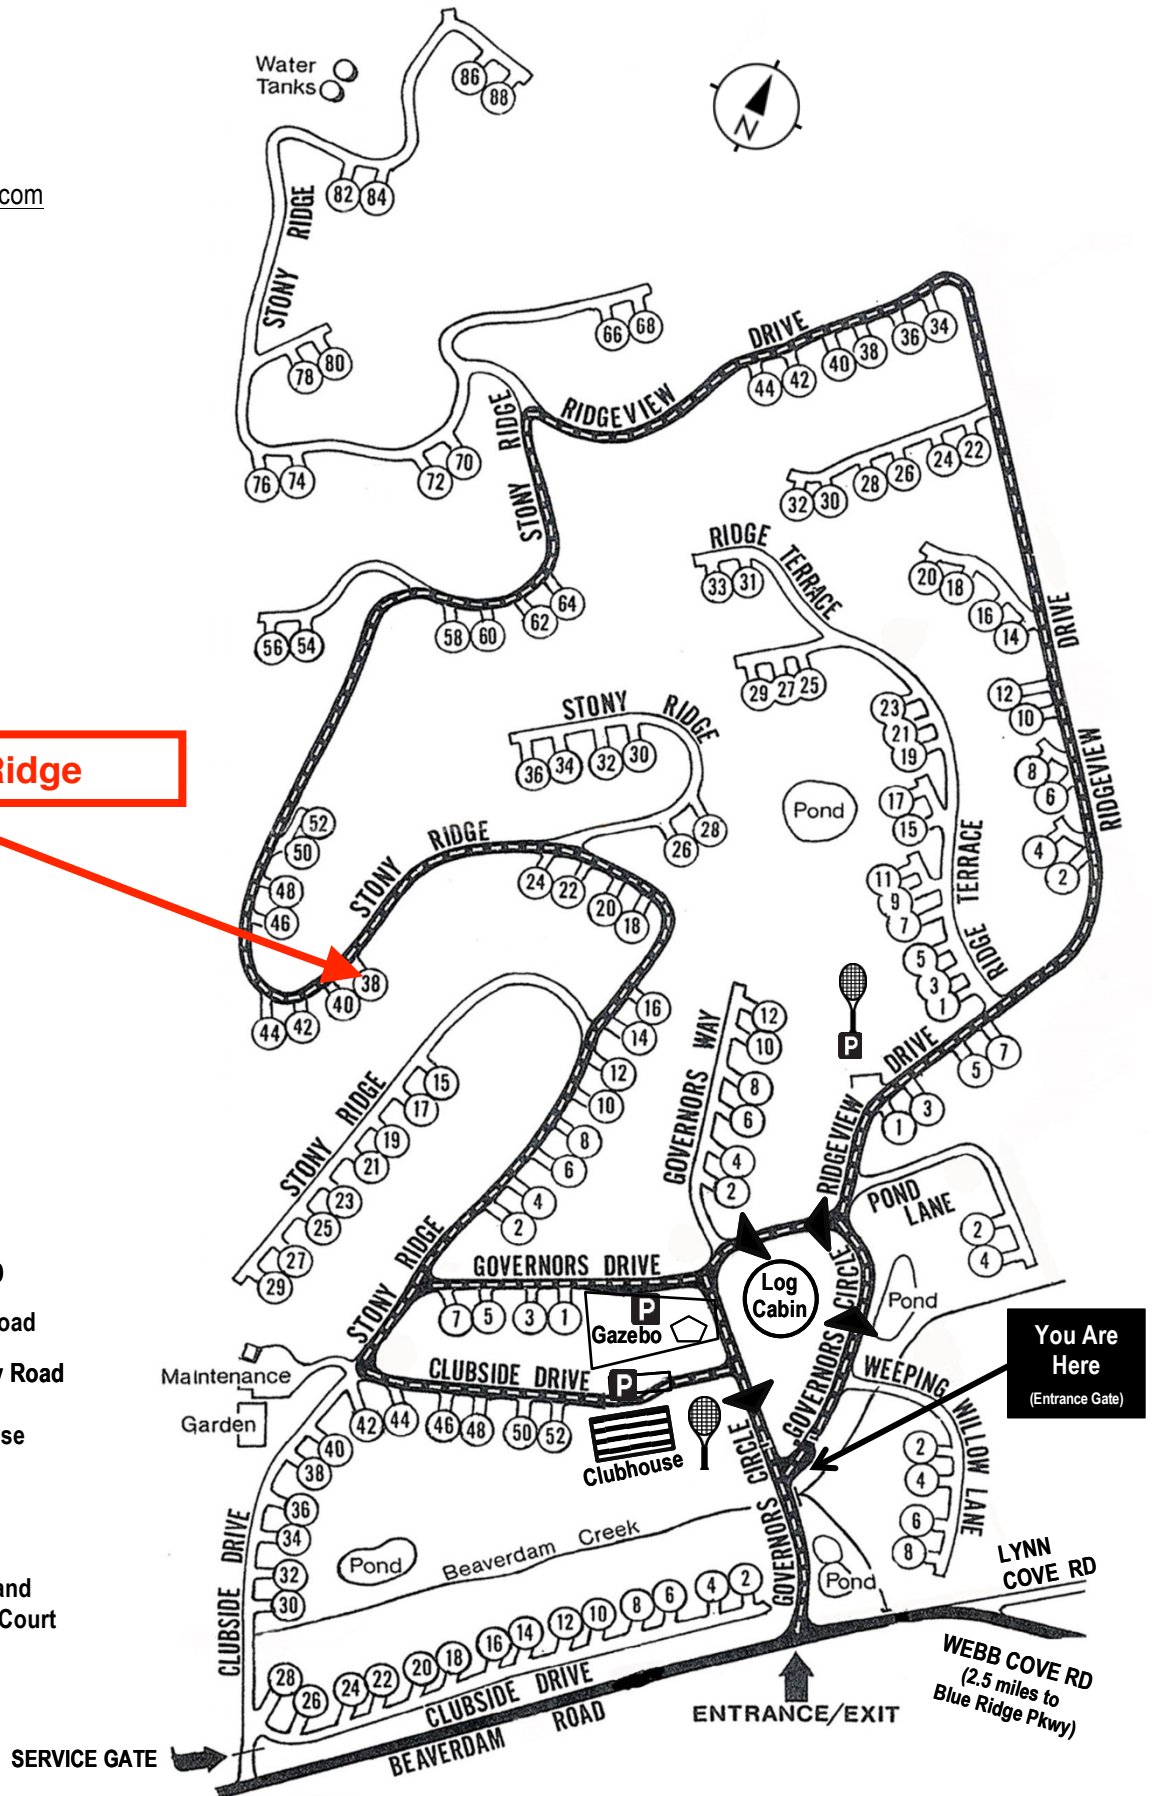 Water
Tanks
86
88
N
com
82
84
STONY RIDGE
66
68
DRIVE
34
36
38
40
42
44
78
80
RIDGEVIEW
STONY RIDGE
70
72
74
76
22
24
26
28
30
32
RIDGE TERRACE
33
31
20
18
16
14
DRIVE
64
62
60
58
56
54
29
27
25
12
10
STONY RIDGE
36
34
32
30
23
21
19
8
6
RIDGEVIEW
Ridge
Pond
17
15
28
26
4
2
52
50
48
46
STONY RIDGE
24
22
20
18
11
9
7
TERRACE
RIDGE
5
3
1
38
40
42
44
16
14
GOVERNORS WAY
12
10
P
DRIVE
7
5
STONY RIDGE
15
17
19
21
23
25
27
29
12
10
8
6
4
2
8
6
4
2
RIDGEVIEW
3
1
POND
LANE
2
4
STONY RIDGE
GOVERNORS DRIVE
Log
Cabin
GOVERNORS CIRCLE
Pond
7
5
3
1
P
Gazebo
oad
You Are
Here
(Entrance Gate)
Maintenance
y Road
CLUBSIDE DRIVE
P
WEEPING WILLOW LANE
Garden
42
44
46
48
50
52
se
Clubhouse
GOVERNORS CIRCLE
40
38
36
34
32
30
2
4
6
8
CLUBSIDE DRIVE
Pond
Beaverdam Creek
Pond
LYNN
COVE RD
and
Court
28
26
24
22
20
18
16
14
12
10
8
6
4
2
CLUBSIDE DRIVE
WEBB COVE RD
(2.5 miles to
Blue Ridge Pkwy)
ENTRANCE/EXIT
BEAVERDAM ROAD
SERVICE GATE